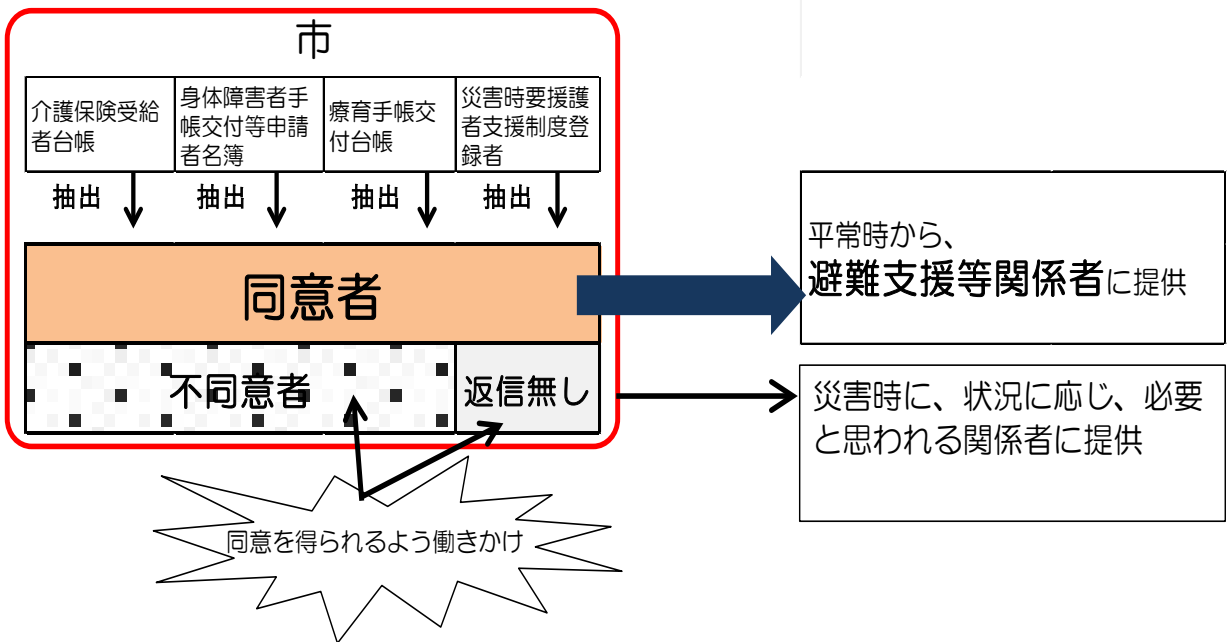 市
介護保険受給
者台帳
身体障害者手
帳交付等申請
者名簿
療育手帳交
付台帳
災害時要援護
者支援制度登
録者
抽出
抽出
抽出
抽出
同意者
不同意者
返信無し
同意を得られるよう働きかけ
平常時から、
避難支援等関係者に提供
災害時に、状況に応じ、必要
と思われる関係者に提供